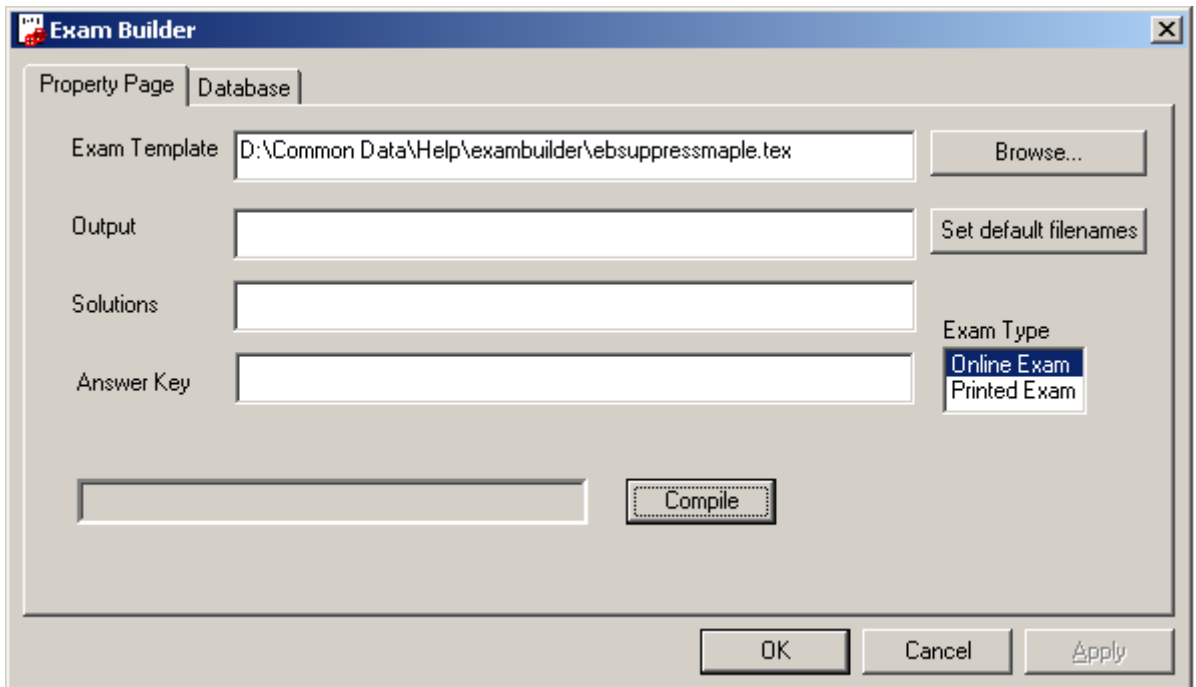 Exam Builder
Property Page
Database
Exam Template
D:\Common Data\Help\exambuilder\ebsuppressmaple.tex
Browse...
Output
Set default filenames
Solutions
Exam Type
Online Exam
Printed Exam
Answer Key
Compile
OK
Cancel
Apply